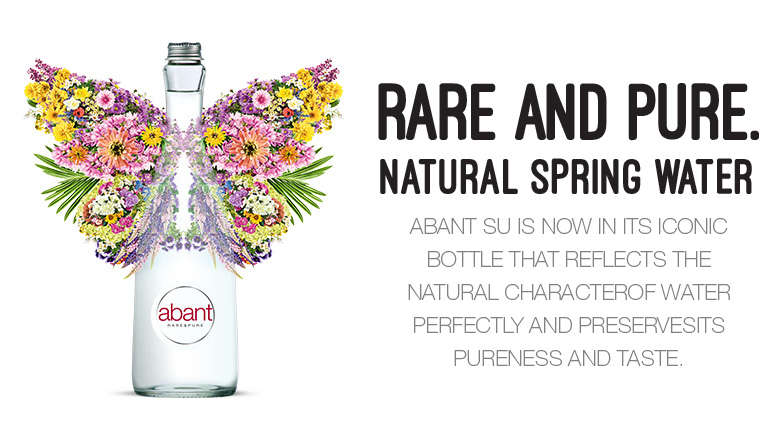 RARE AND PURE.
NATURAL SPRING WATER
ABANT SU IS NOW IN ITS ICONIC
BOTTLE THAT REFLECTS THE
NATURAL CHARACTEROF WATER
PERFECTLY AND PRESERVESITS
PURENESS AND TASTE.
abant
RARE&PURE